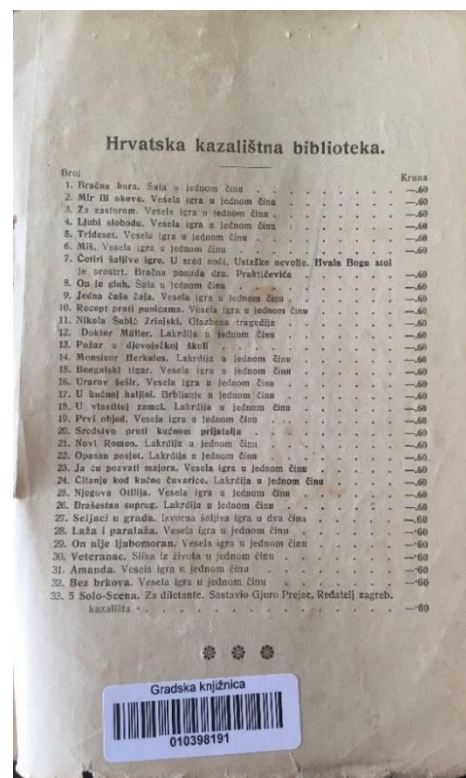 Hrvatska kazalištna biblioteka.
Broj Kruna
1. Bračna bura. Šala u jednom činu —.60
2. Mir ili okove. Vesela igra u jednom činu —.60
3. Za zastorom. Vesela igra u jednom činu —.60
4. Ljubi slobodu. Vesela igra u jednom činu —.60
5. Trideset. Vesela igra u jednom činu —.60
6. Miš. Vesela igra u jednom činu —.60
7. Četiri šaljive igre. U sred noći. Ustaške nevolje. Hvala Bogu stol
je prostrt. Bračna ponuda dra. Praktičevića —.60
8. On je gluh. Šala u jednom činu —.60
9. Jedna čaša čaja. Vesela igra u jednom činu —.60
10. Recept proti punicama. Vesela igra u jednom činu —.60
11. Nikola Šubić Zrinjski. Glazbena tragedija —.60
12. Doktor Müller. Lakrdija u jednom činu —.60
13. Požar u djevojačkoj školi —.60
14. Monsieur Herkules. Lakrdija u jednom činu —.60
15. Bengalski tigar. Vesela igra u jednom činu —.60
16. Urarov šešir. Vesela igra u jednom činu —.60
17. U kućnoj haljini. Brbljanje u jednom činu —.60
18. U vlastitoj zamci. Lakrdija u jednom činu —.60
19. Prvi objed. Vesela igra u jednom činu —.60
20. Sredstvo proti kućnom prijatelju —.60
21. Novi Romeo. Lakrdija u jednom činu —.60
22. Opasan posjet. Lakrdija u jednom činu —.60
23. Ja ću pozvati majora. Vesela igra u jednom činu —.60
24. Čitanje kod kućne čuvarice. Lakrdija u jednom činu —.60
25. Njegova Otilija. Vesela igra u jednom činu —.60
26. Drašestan suprug. Lakrdija u jednom činu —.60
27. Seljaci u gradu. Izvorna šaljiva igra u dva čina —·60
28. Laža i paralaža. Vesela igra u jednom činu —·60
29. On nije ljubomoran. Vesela igra u jednom činu —·60
30. Veteranac. Slika iz života u jednom činu —·60
31. Amanda. Vesela igra u jednom činu —·60
32. Bez brkova. Vesela igra u jednom činu —·60
33. 5 Solo-Scena. Za diletante. Sastavio Gjuro Prejac, Redatelj zagreb.
kazališta —·60
Gradska knjižnica
010398191